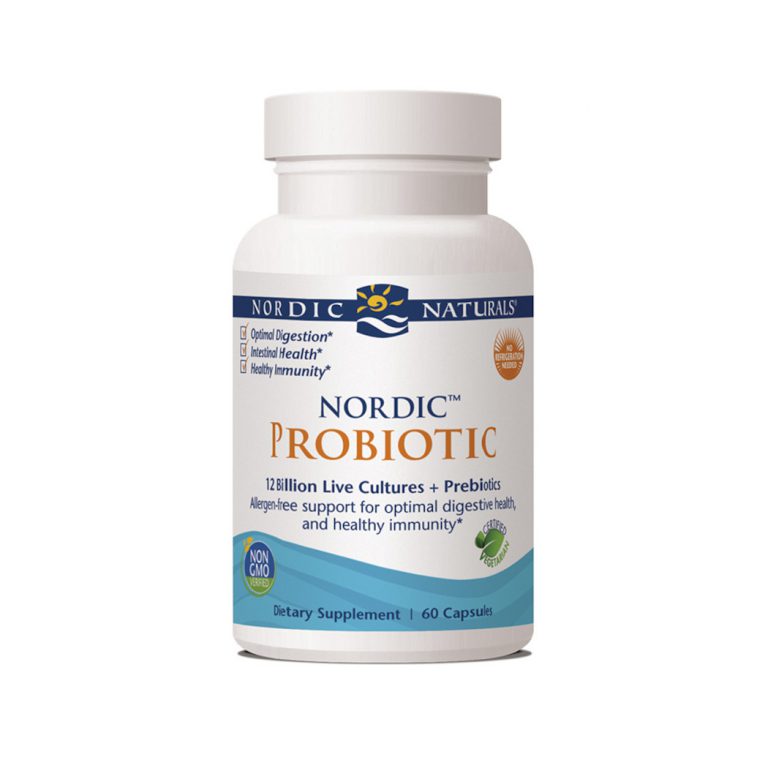 NORDIC NATURALS®
Optimal Digestion*
Intestinal Health*
Healthy Immunity*
NO
REFRIGERATION
NEEDED
NORDIC™
PROBIOTIC
12 Billion Live Cultures + Prebiotics
Allergen-free support for optimal digestive health,
and healthy immunity*
CERTIFIED
VEGETARIAN
NON
GMO
VERIFIED
Dietary Supplement | 60 Capsules